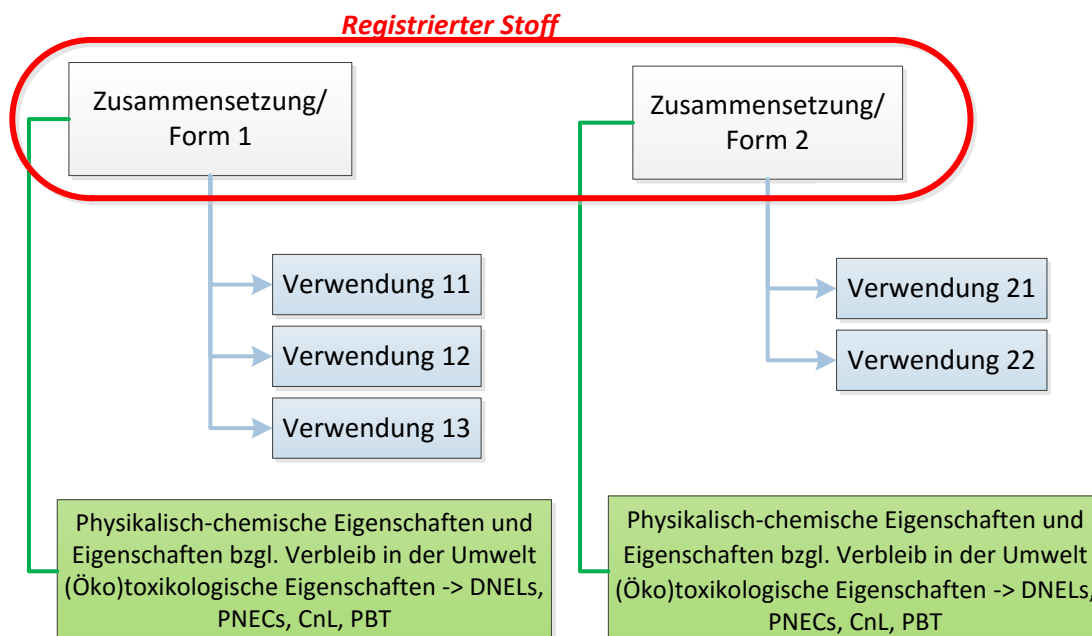 Registrierter Stoff
Zusammensetzung/
Form 1
Zusammensetzung/
Form 2
Verwendung 11
Verwendung 12
Verwendung 13
Verwendung 21
Verwendung 22
Physikalisch-chemische Eigenschaften und
Eigenschaften bzgl. Verbleib in der Umwelt
(Öko)toxikologische Eigenschaften -> DNELs,
PNECs, CnL, PBT
Physikalisch-chemische Eigenschaften und
Eigenschaften bzgl. Verbleib in der Umwelt
(Öko)toxikologische Eigenschaften -> DNELs,
PNECs, CnL, PBT